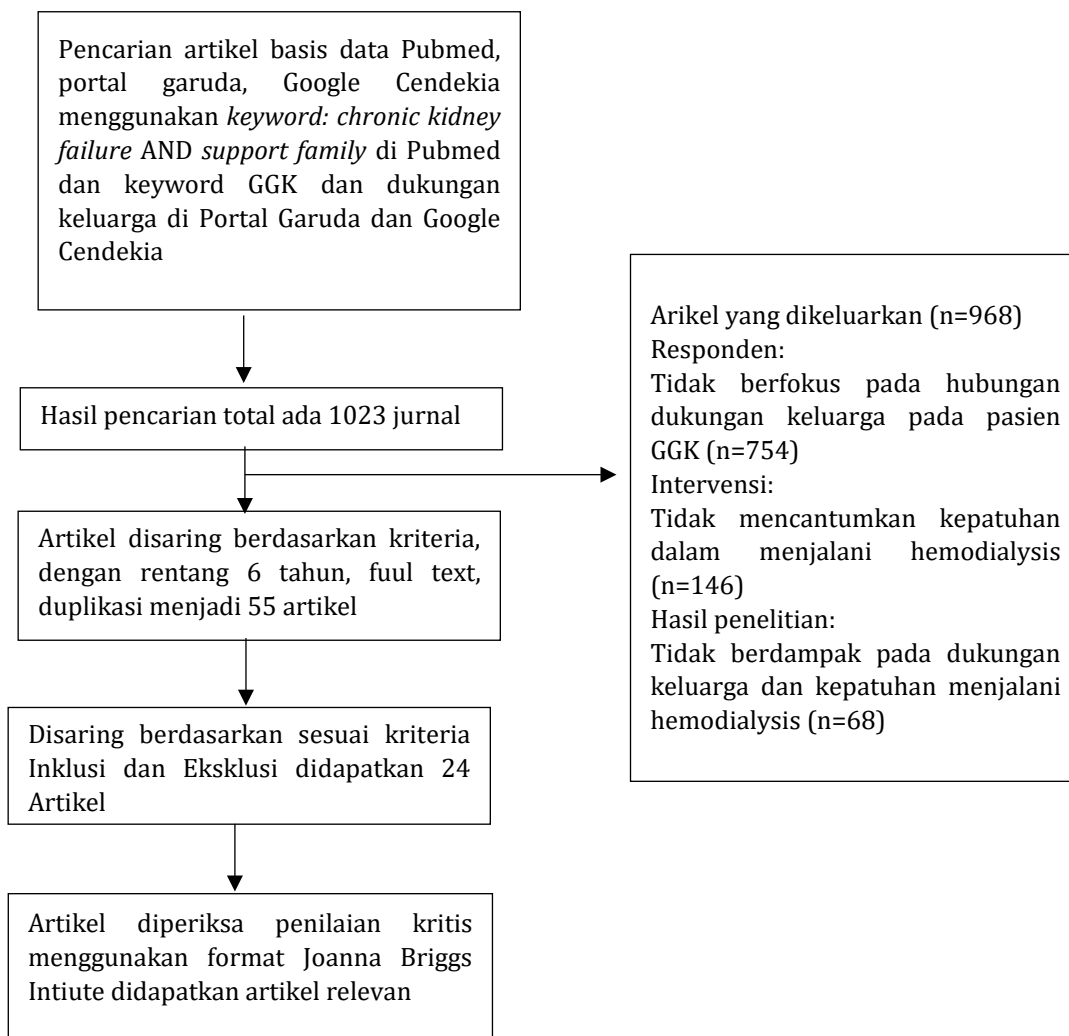 Pencarian artikel basis data Pubmed,
portal garuda, Google Cendekia
menggunakan keyword: chronic kidney
failure AND support family di Pubmed
dan keyword GGK dan dukungan
keluarga di Portal Garuda dan Google
Cendekia
Hasil pencarian total ada 1023 jurnal
Arikel yang dikeluarkan (n=968)
Responden:
Tidak berfokus pada hubungan
dukungan keluarga pada pasien
GGK (n=754)
Intervensi:
Tidak mencantumkan kepatuhan
dalam menjalani hemodialysis
(n=146)
Hasil penelitian:
Tidak berdampak pada dukungan
keluarga dan kepatuhan menjalani
hemodialysis (n=68)
Artikel disaring berdasarkan kriteria,
dengan rentang 6 tahun, fuul text,
duplikasi menjadi 55 artikel
Disaring berdasarkan sesuai kriteria
Inklusi dan Eksklusi didapatkan 24
Artikel
Artikel diperiksa penilaian kritis
menggunakan format Joanna Briggs
Intiute didapatkan artikel relevan